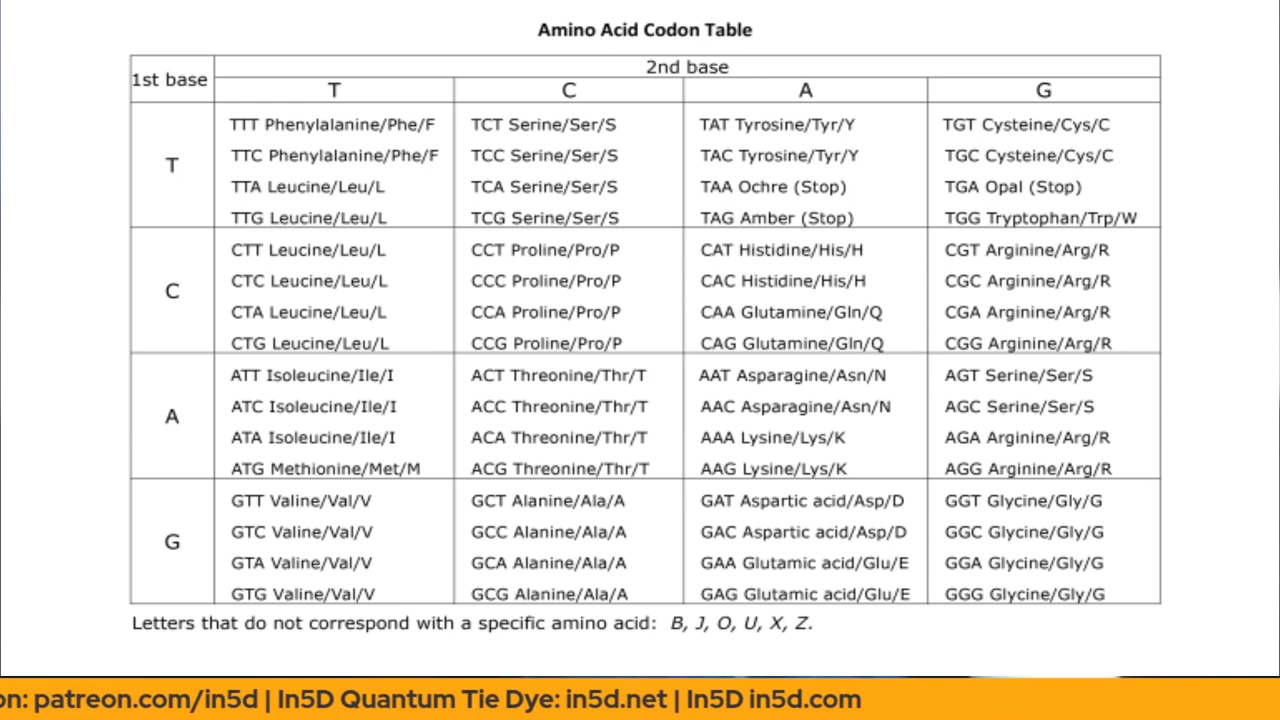 Amino Acid Codon Table
1st base
2nd base
T C A G
T
TTT Phenylalanine/Phe/F TCT Serine/Ser/S TAT Tyrosine/Tyr/Y TGT Cysteine/Cys/C
TTC Phenylalanine/Phe/F TCC Serine/Ser/S TAC Tyrosine/Tyr/Y TGC Cysteine/Cys/C
TTA Leucine/Leu/L TCA Serine/Ser/S TAA Ochre (Stop) TGA Opal (Stop)
TTG Leucine/Leu/L TCG Serine/Ser/S TAG Amber (Stop) TGG Tryptophan/Trp/W
C
CTT Leucine/Leu/L CCT Proline/Pro/P CAT Histidine/His/H CGT Arginine/Arg/R
CTC Leucine/Leu/L CCC Proline/Pro/P CAC Histidine/His/H CGC Arginine/Arg/R
CTA Leucine/Leu/L CCA Proline/Pro/P CAA Glutamine/Gln/Q CGA Arginine/Arg/R
CTG Leucine/Leu/L CCG Proline/Pro/P CAG Glutamine/Gln/Q CGG Arginine/Arg/R
A
ATT Isoleucine/Ile/I ACT Threonine/Thr/T AAT Asparagine/Asn/N AGT Serine/Ser/S
ATC Isoleucine/Ile/I ACC Threonine/Thr/T AAC Asparagine/Asn/N AGC Serine/Ser/S
ATA Isoleucine/Ile/I ACA Threonine/Thr/T AAA Lysine/Lys/K AGA Arginine/Arg/R
ATG Methionine/Met/M ACG Threonine/Thr/T AAG Lysine/Lys/K AGG Arginine/Arg/R
G
GTT Valine/Val/V GCT Alanine/Ala/A GAT Aspartic acid/Asp/D GGT Glycine/Gly/G
GTC Valine/Val/V GCC Alanine/Ala/A GAC Aspartic acid/Asp/D GGC Glycine/Gly/G
GTA Valine/Val/V GCA Alanine/Ala/A GAA Glutamic acid/Glu/E GGA Glycine/Gly/G
GTG Valine/Val/V GCG Alanine/Ala/A GAG Glutamic acid/Glu/E GGG Glycine/Gly/G
Letters that do not correspond with a specific amino acid: B, J, O, U, X, Z.
on: patreon.com/in5d | In5D Quantum Tie Dye: in5d.net | In5D in5d.com